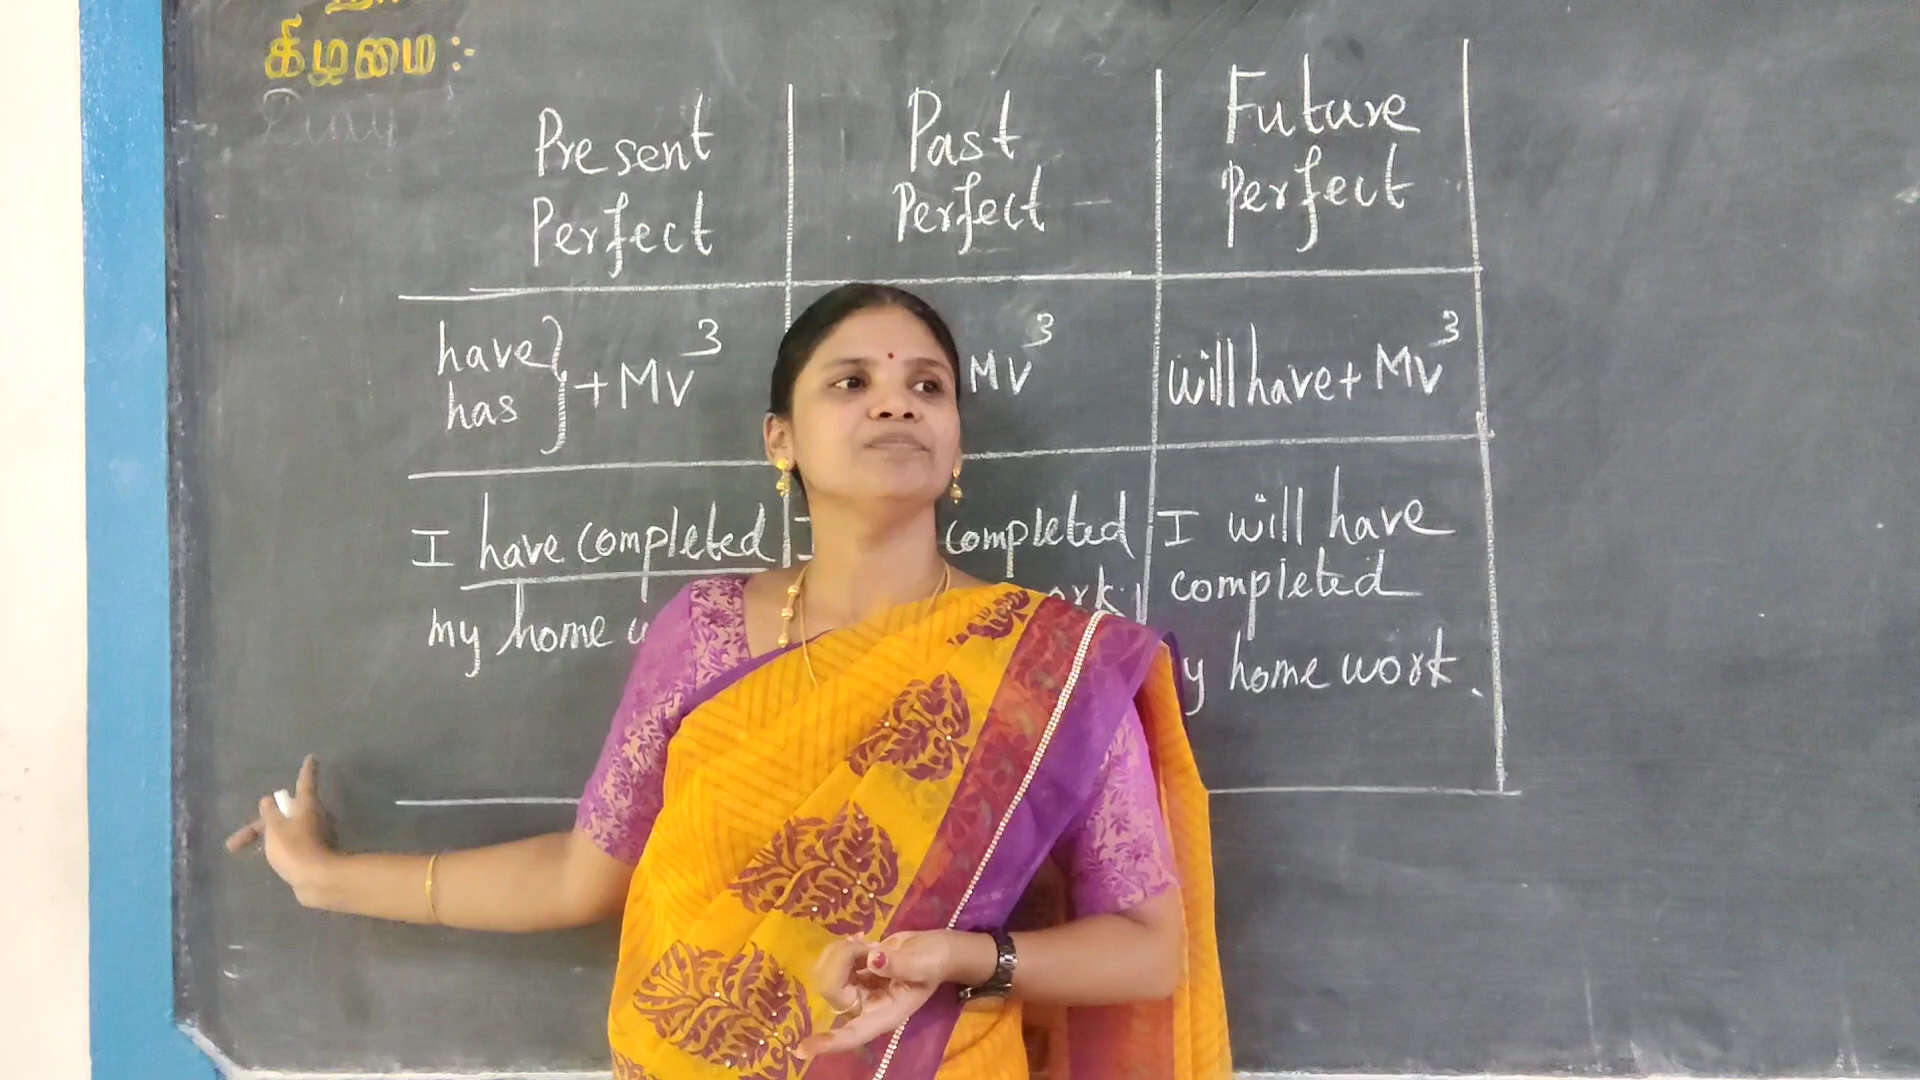 கிழமை :-
Present
Perfect
Past
Perfect
Future
Perfect
have
has } + MV3
MV3
will have + MV3
I have completed
my home
completed
I will have
completed
y home work.